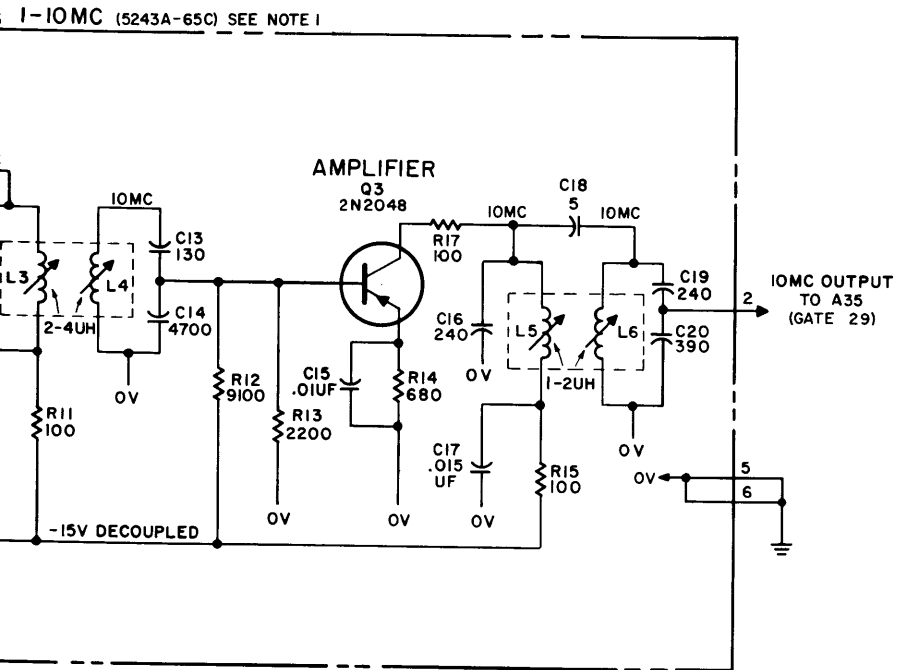 1-10MC (5243A-65C) SEE NOTE 1
AMPLIFIER
Q3
2N2048
C18
5
10MC
10MC
10MC
R17
100
C13
130
L3
L4
2-4UH
C14
4700
C19
240
2
10MC OUTPUT
TO A35
(GATE 29)
C16
240
L5
L6
C20
390
1-2UH
0V
0V
C15
.01UF
R14
680
R12
9100
R13
2200
R11
100
0V
C17
.015
UF
R15
100
0V
5
6
0V
0V
0V
-15V DECOUPLED